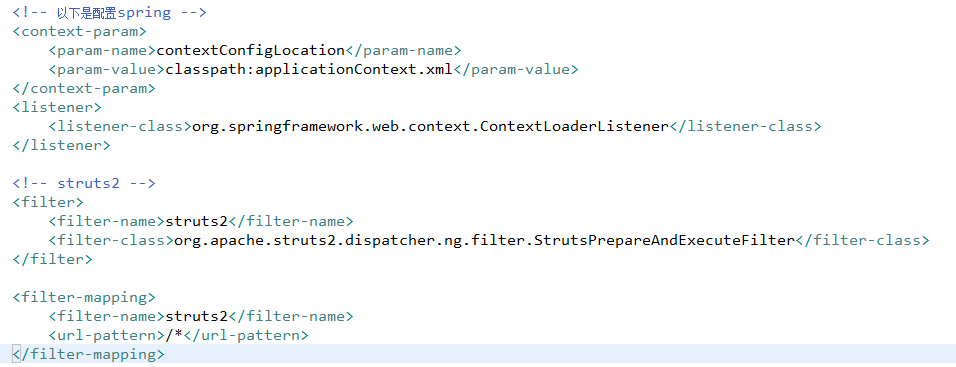 <!-- 以下是配置spring -->
<context-param>
    <param-name>contextConfigLocation</param-name>
    <param-value>classpath:applicationContext.xml</param-value>
</context-param>
<listener>
    <listener-class>org.springframework.web.context.ContextLoaderListener</listener-class>
</listener>

<!-- struts2 -->
<filter>
    <filter-name>struts2</filter-name>
    <filter-class>org.apache.struts2.dispatcher.ng.filter.StrutsPrepareAndExecuteFilter</filter-class>
</filter>

<filter-mapping>
    <filter-name>struts2</filter-name>
    <url-pattern>/*</url-pattern>
</filter-mapping>